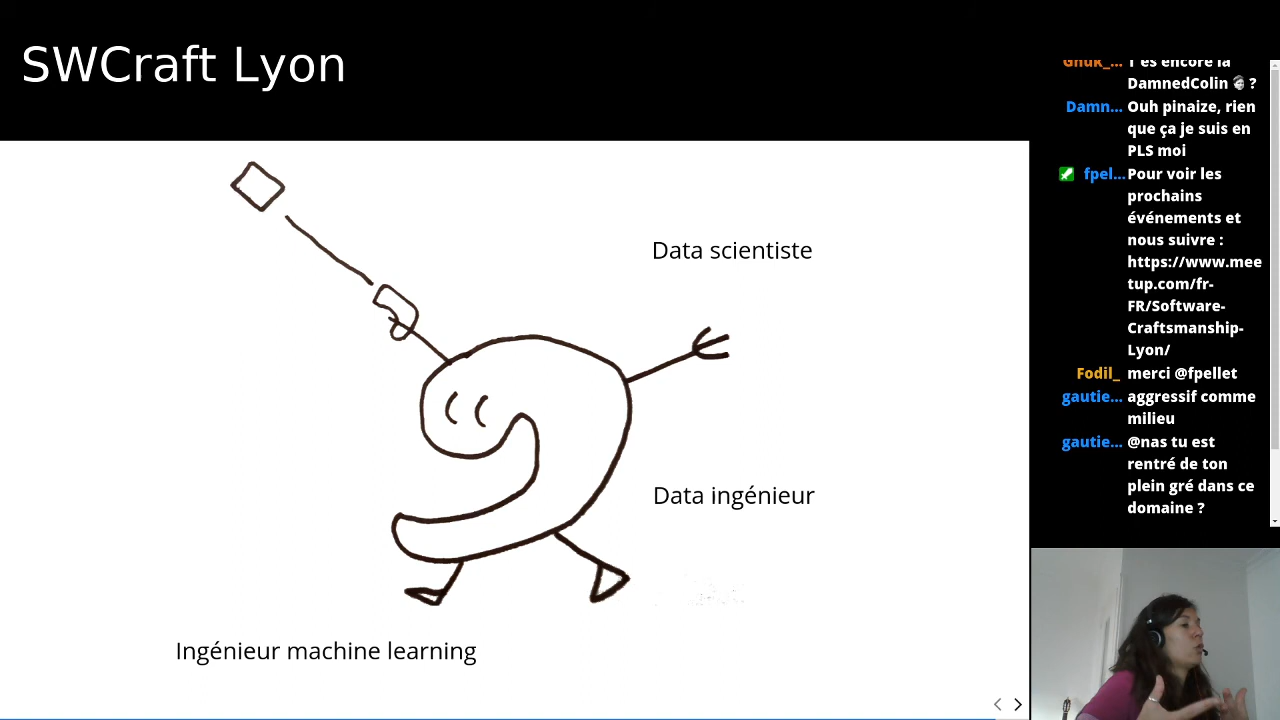 SWCraft Lyon
Data scientiste
Data ingénieur
Ingénieur machine learning
DamnedColin ?
Damn... Ouh pinaize, rien
que ça je suis en
PLS moi
fpel... Pour voir les
prochains
événements et
nous suivre :
https://www.mee
tup.com/fr-
FR/Software-
Craftsmanship-
Lyon/
Fodil_ merci @fpellet
gautie... aggressif comme
milieu
gautie... @nas tu est
rentré de ton
plein gré dans ce
domaine ?